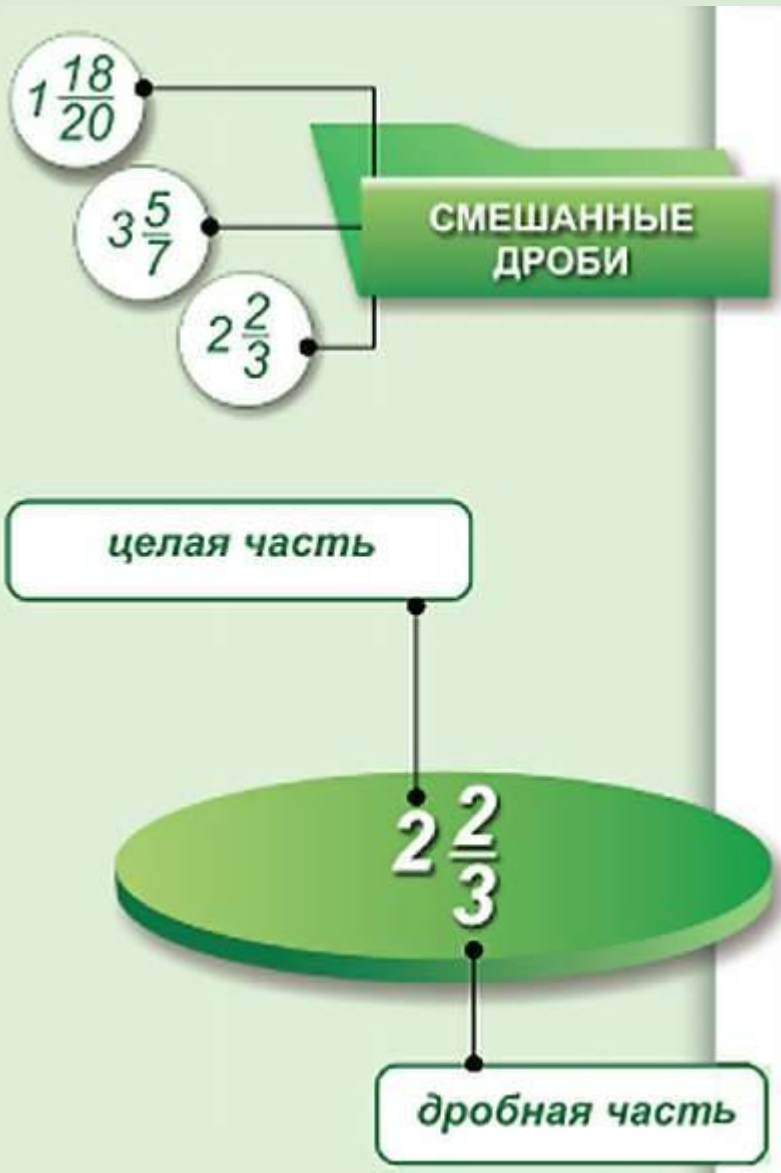 1 18/20
3 5/7
2 2/3
СМЕШАННЫЕ
ДРОБИ
целая часть
2 2/3
дробная часть